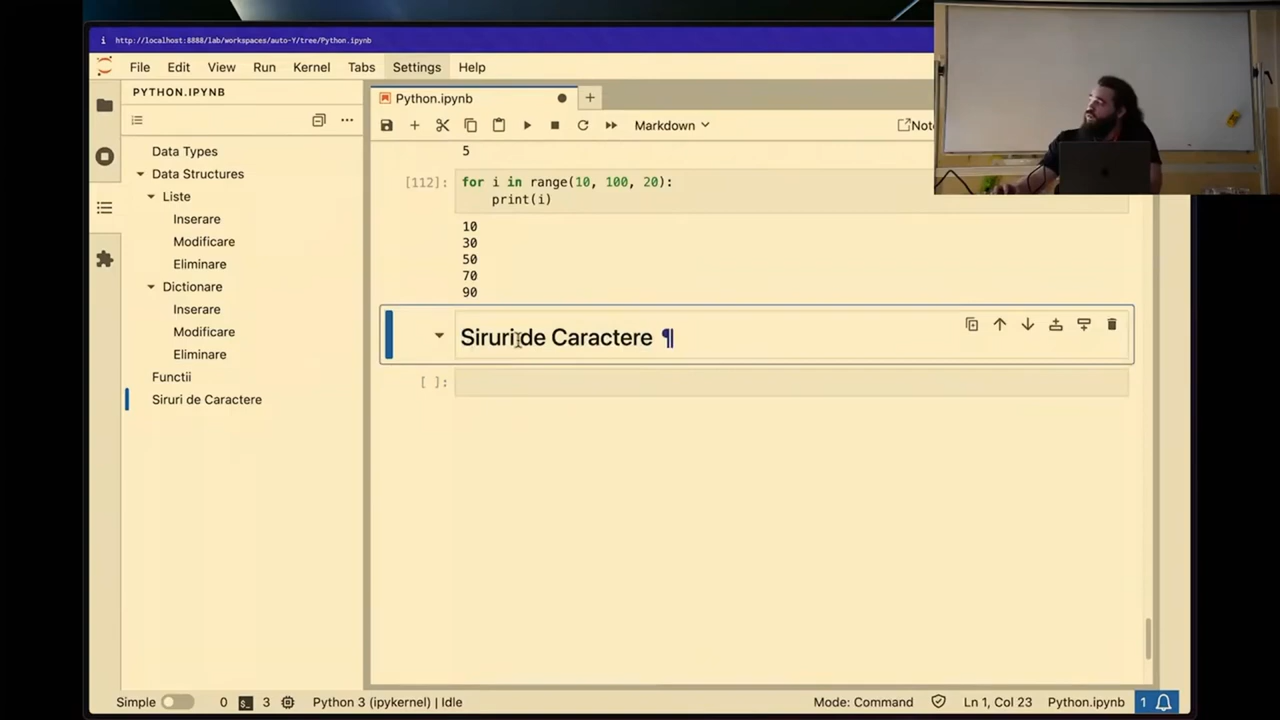 i http://localhost:8888/lab/workspaces/auto-Y/tree/Python.ipynb
File Edit View Run Kernel Tabs Settings Help
PYTHON.IPYNB
Python.ipynb
Markdown
Note
Data Types
Data Structures
Liste
Inserare
Modificare
Eliminare
Dictionare
Inserare
Modificare
Eliminare
Functii
Siruri de Caractere
5
[112]: for i in range(10, 100, 20):
print(i)
10
30
50
70
90
Siruri de Caractere ¶
[ ]:
Simple 0 3 Python 3 (ipykernel) | Idle Mode: Command Ln 1, Col 23 Python.ipynb 1